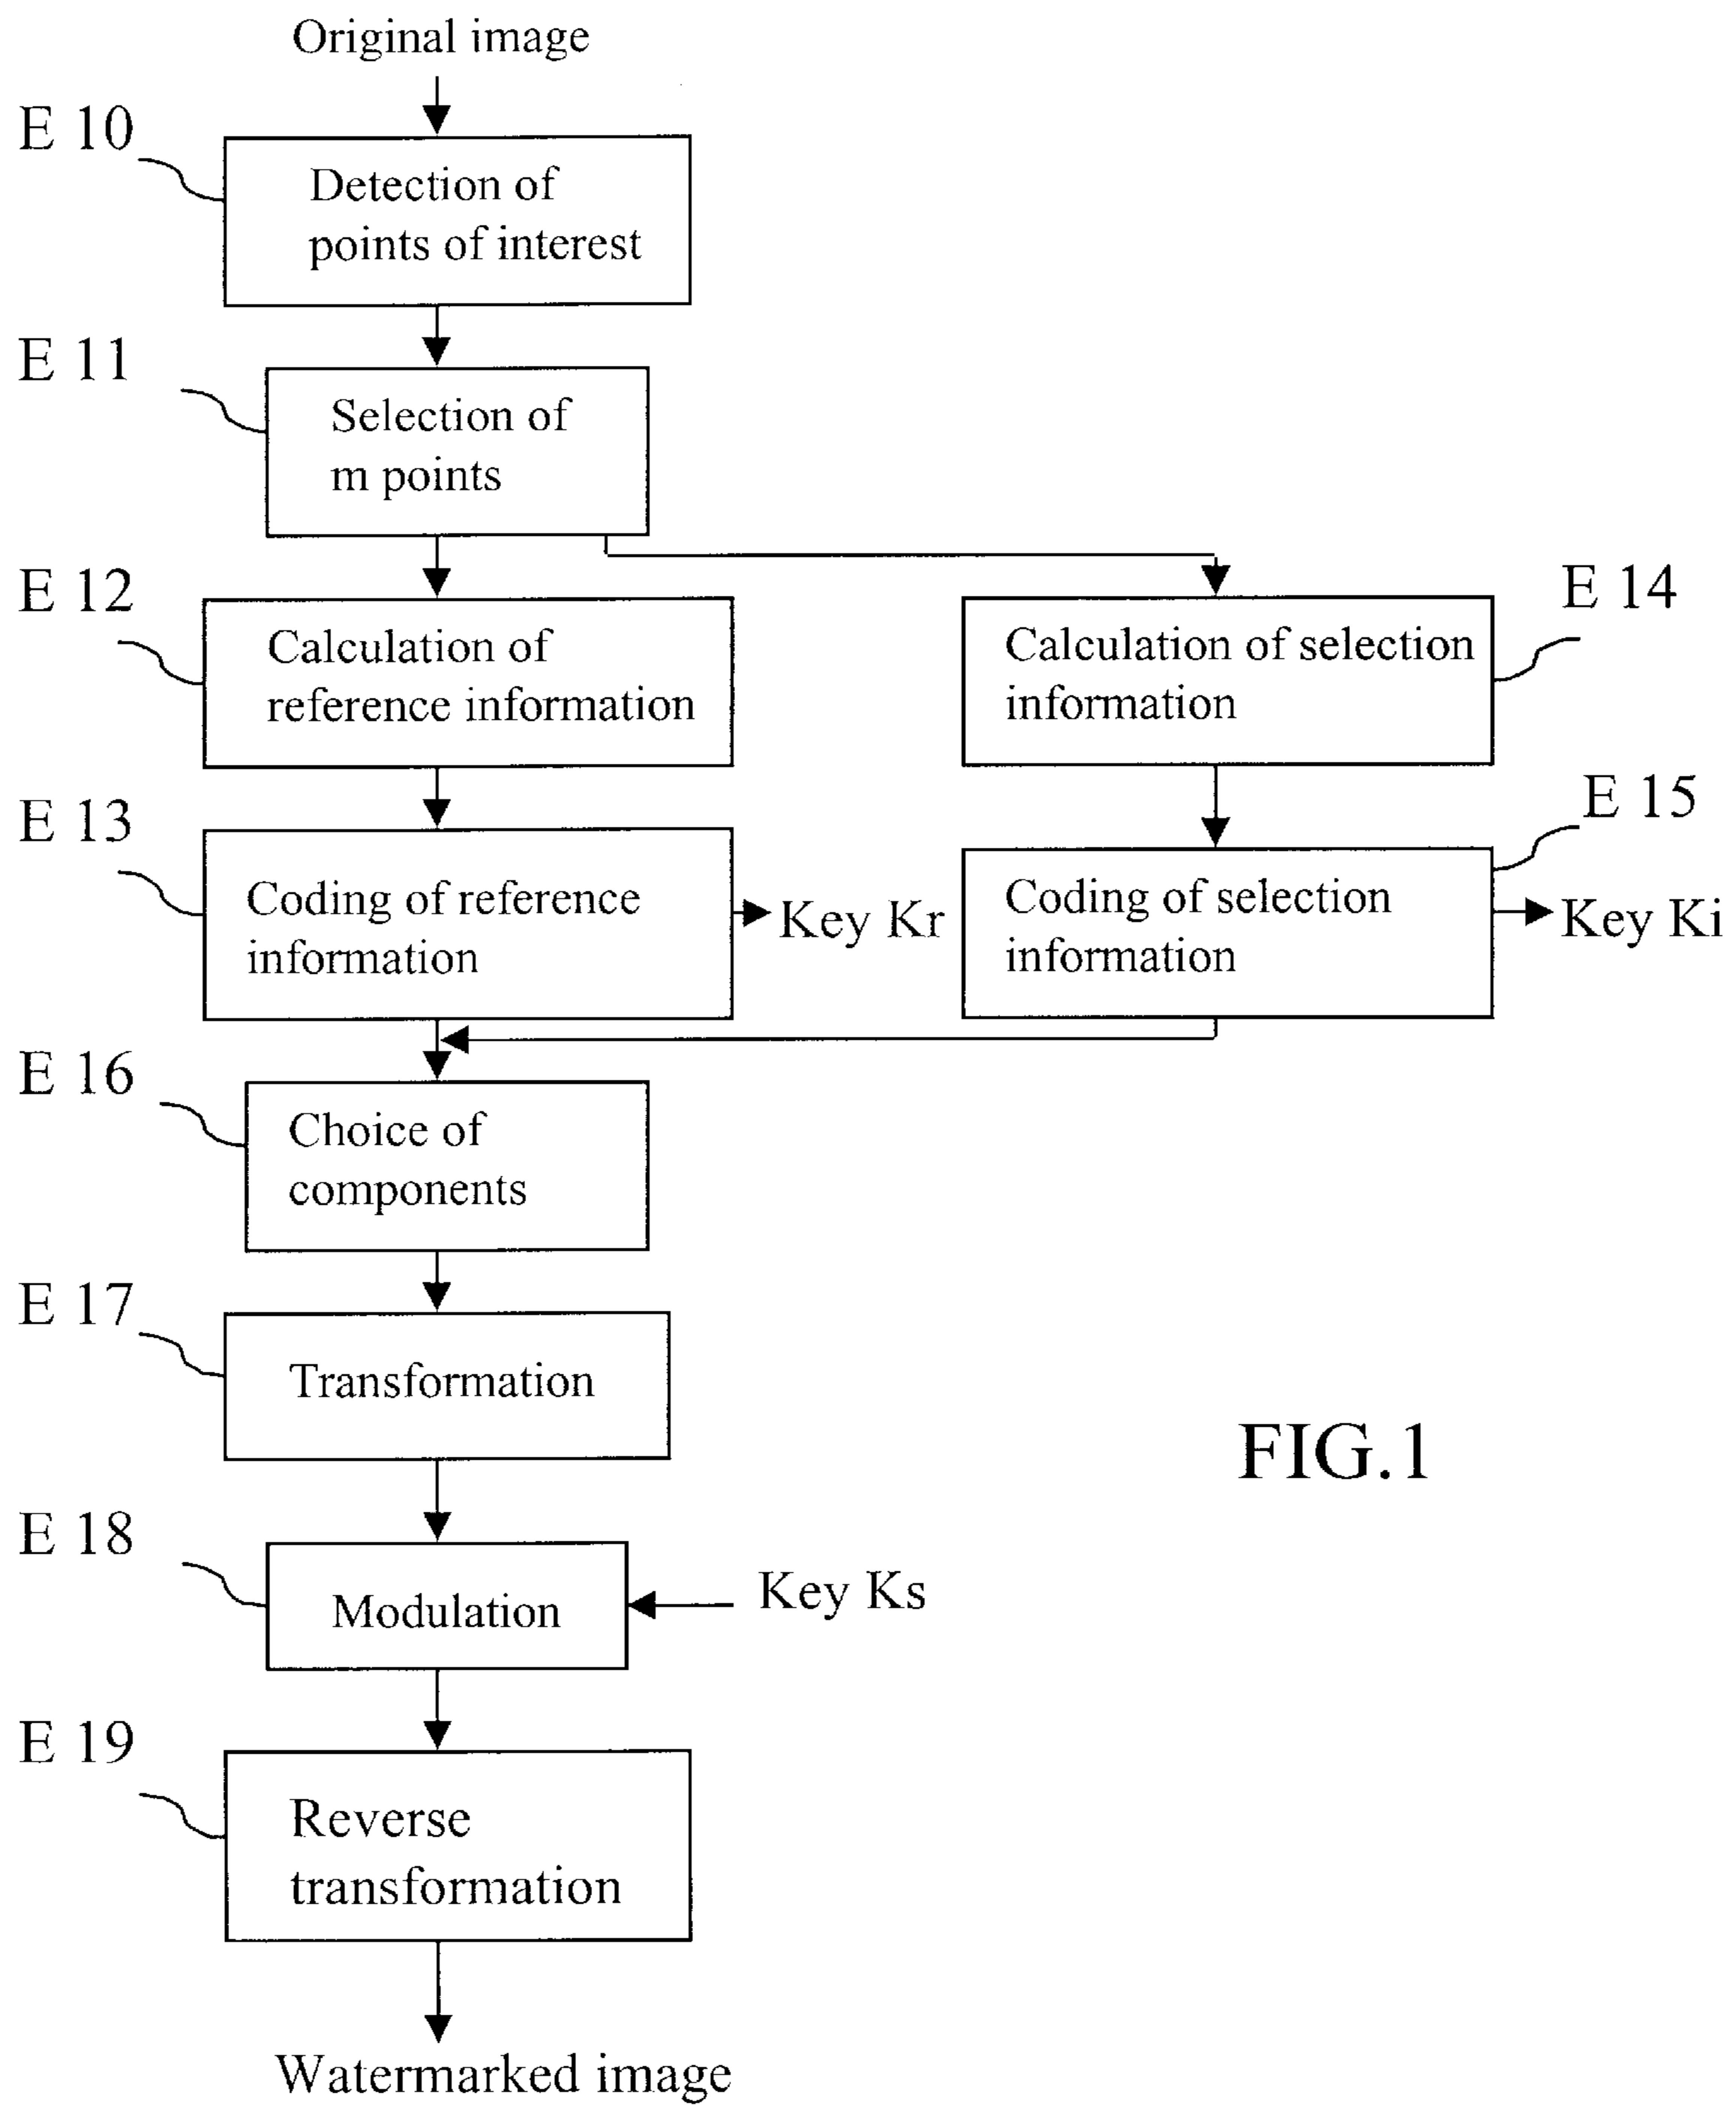 Original image
E 10
Detection of
points of interest
E 11
Selection of
m points
E 12
Calculation of
reference information
E 14
Calculation of selection
information
E 13
Coding of reference
information
Key Kr
E 15
Coding of selection
information
Key Ki
E 16
Choice of
components
E 17
Transformation
FIG.1
E 18
Modulation
Key Ks
E 19
Reverse
transformation
Watermarked image